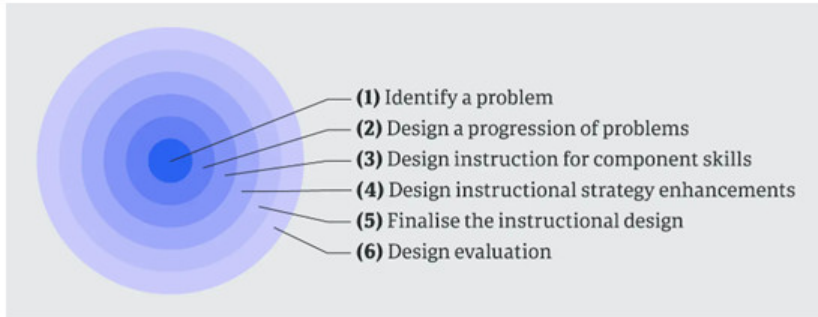 (1) Identify a problem
(2) Design a progression of problems
(3) Design instruction for component skills
(4) Design instructional strategy enhancements
(5) Finalise the instructional design
(6) Design evaluation